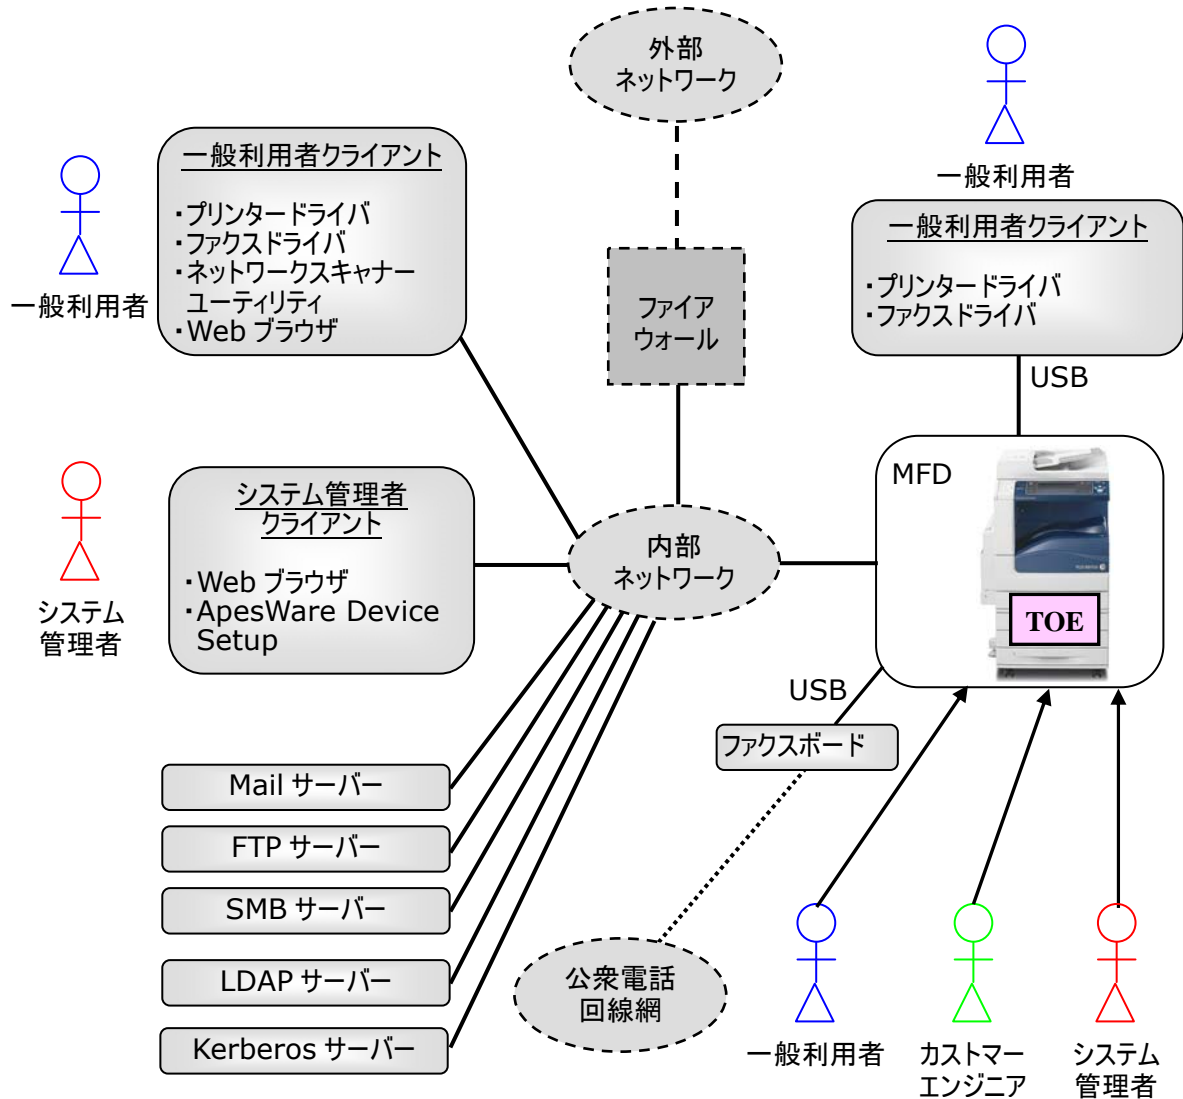 外部
ネットワーク
一般利用者
一般利用者クライアント
・プリンタードライバ
・ファクスドライバ
・ネットワークスキャナー
ユーティリティ
・Web ブラウザ
一般利用者
一般利用者クライアント
・プリンタードライバ
・ファクスドライバ
USB
ファイア
ウォール
システム管理者
クライアント
・Web ブラウザ
・ApesWare Device
Setup
システム
管理者
内部
ネットワーク
MFD
TOE
USB
ファクスボード
Mail サーバー
FTP サーバー
SMB サーバー
LDAP サーバー
Kerberos サーバー
公衆電話
回線網
一般利用者
カストマー
エンジニア
システム
管理者